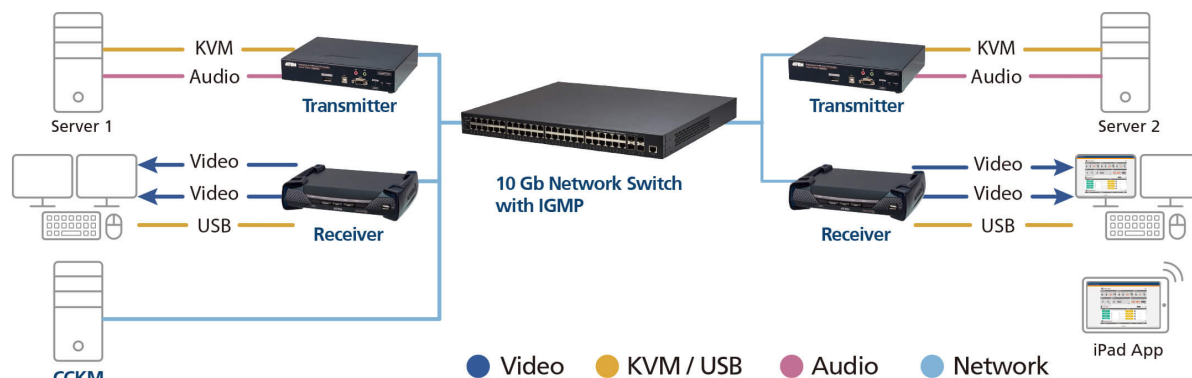 KVM
Audio
Transmitter
Server 1
Video
Video
USB
Receiver
CCKM
10 Gb Network Switch
with IGMP
KVM
Audio
Transmitter
Server 2
Video
Video
USB
Receiver
iPad App
Video
KVM / USB
Audio
Network